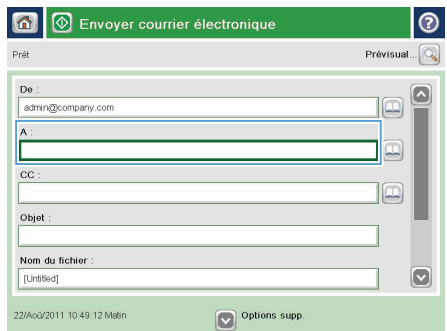 Envoyer courrier électronique
?
Prêt
Prévisual...
De :
admin@company.com
A :
CC :
Objet :
Nom du fichier :
[Untitled]
22/Aoû/2011 10:49:12 Matin
Options supp.